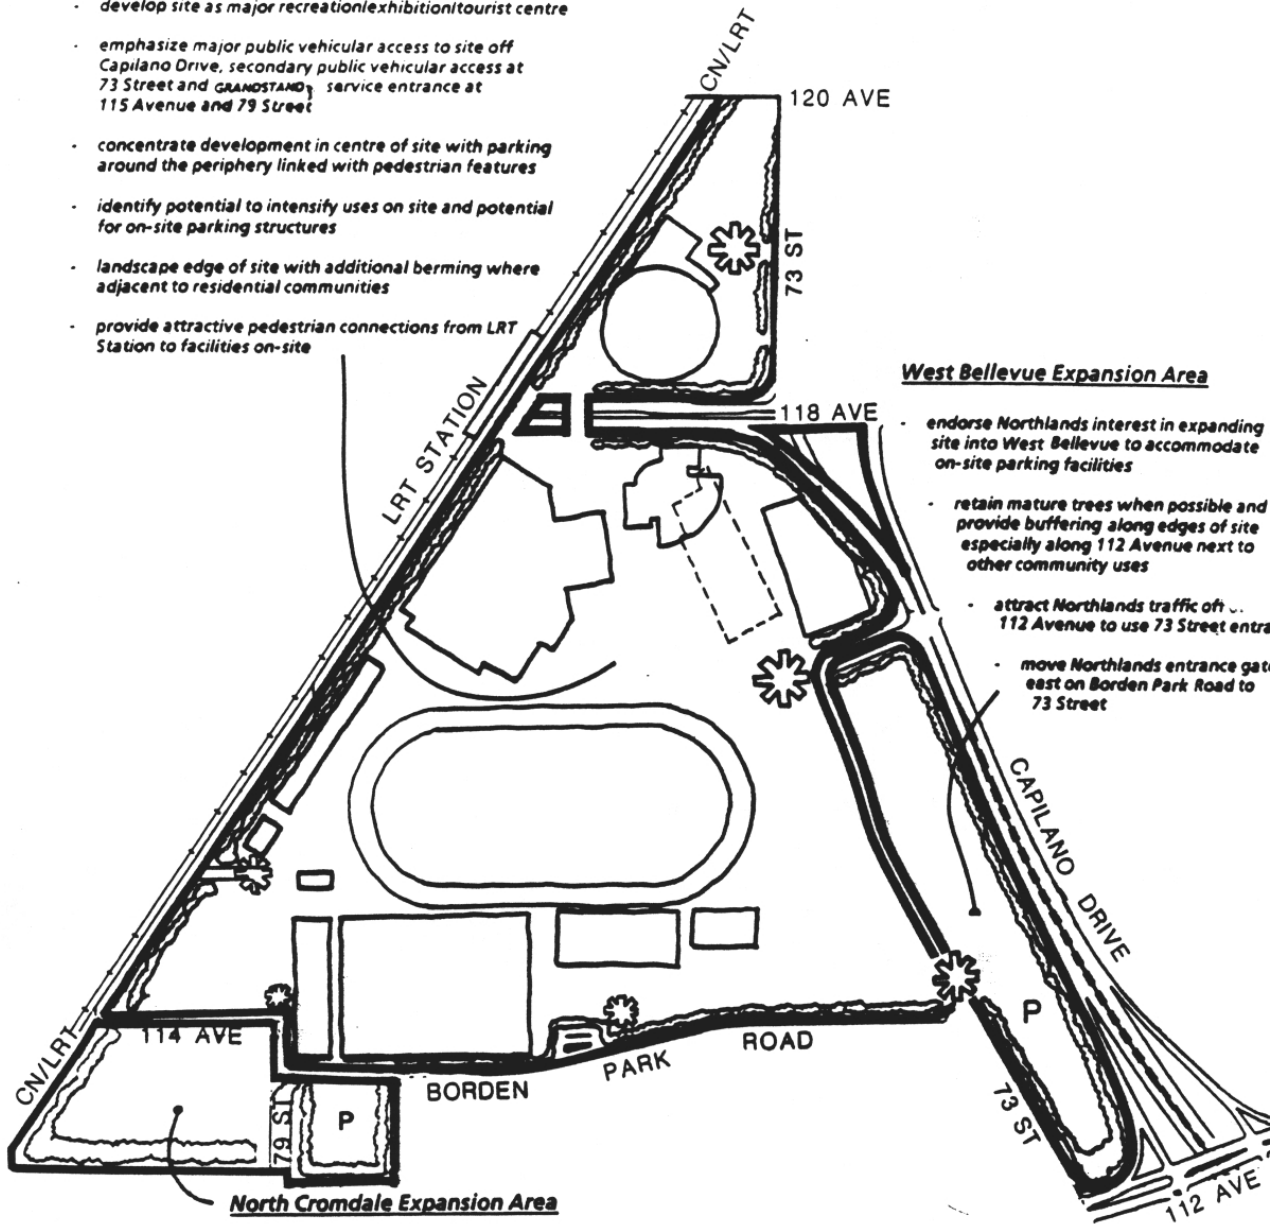 - develop site as major recreation/exhibition/tourist centre
- emphasize major public vehicular access to site off
Capilano Drive, secondary public vehicular access at
73 Street and GRANDSTAND service entrance at
115 Avenue and 79 Street
- concentrate development in centre of site with parking
around the periphery linked with pedestrian features
- identify potential to intensify uses on site and potential
for on-site parking structures
- landscape edge of site with additional berming where
adjacent to residential communities
- provide attractive pedestrian connections from LRT
Station to facilities on-site
CN/LRT
120 AVE
73 ST
LRT STATION
118 AVE
West Bellevue Expansion Area
- endorse Northlands interest in expanding
site into West Bellevue to accommodate
on-site parking facilities
- retain mature trees when possible and
provide buffering along edges of site
especially along 112 Avenue next to
other community uses
- attract Northlands traffic off
112 Avenue to use 73 Street
- move Northlands entrance
east on Borden Park Road to
73 Street
CAPILANO DRIVE
P
CN/LRT
114 AVE
BORDEN PARK ROAD
79 ST
P
73 ST
112 AVE
North Cromdale Expansion Area